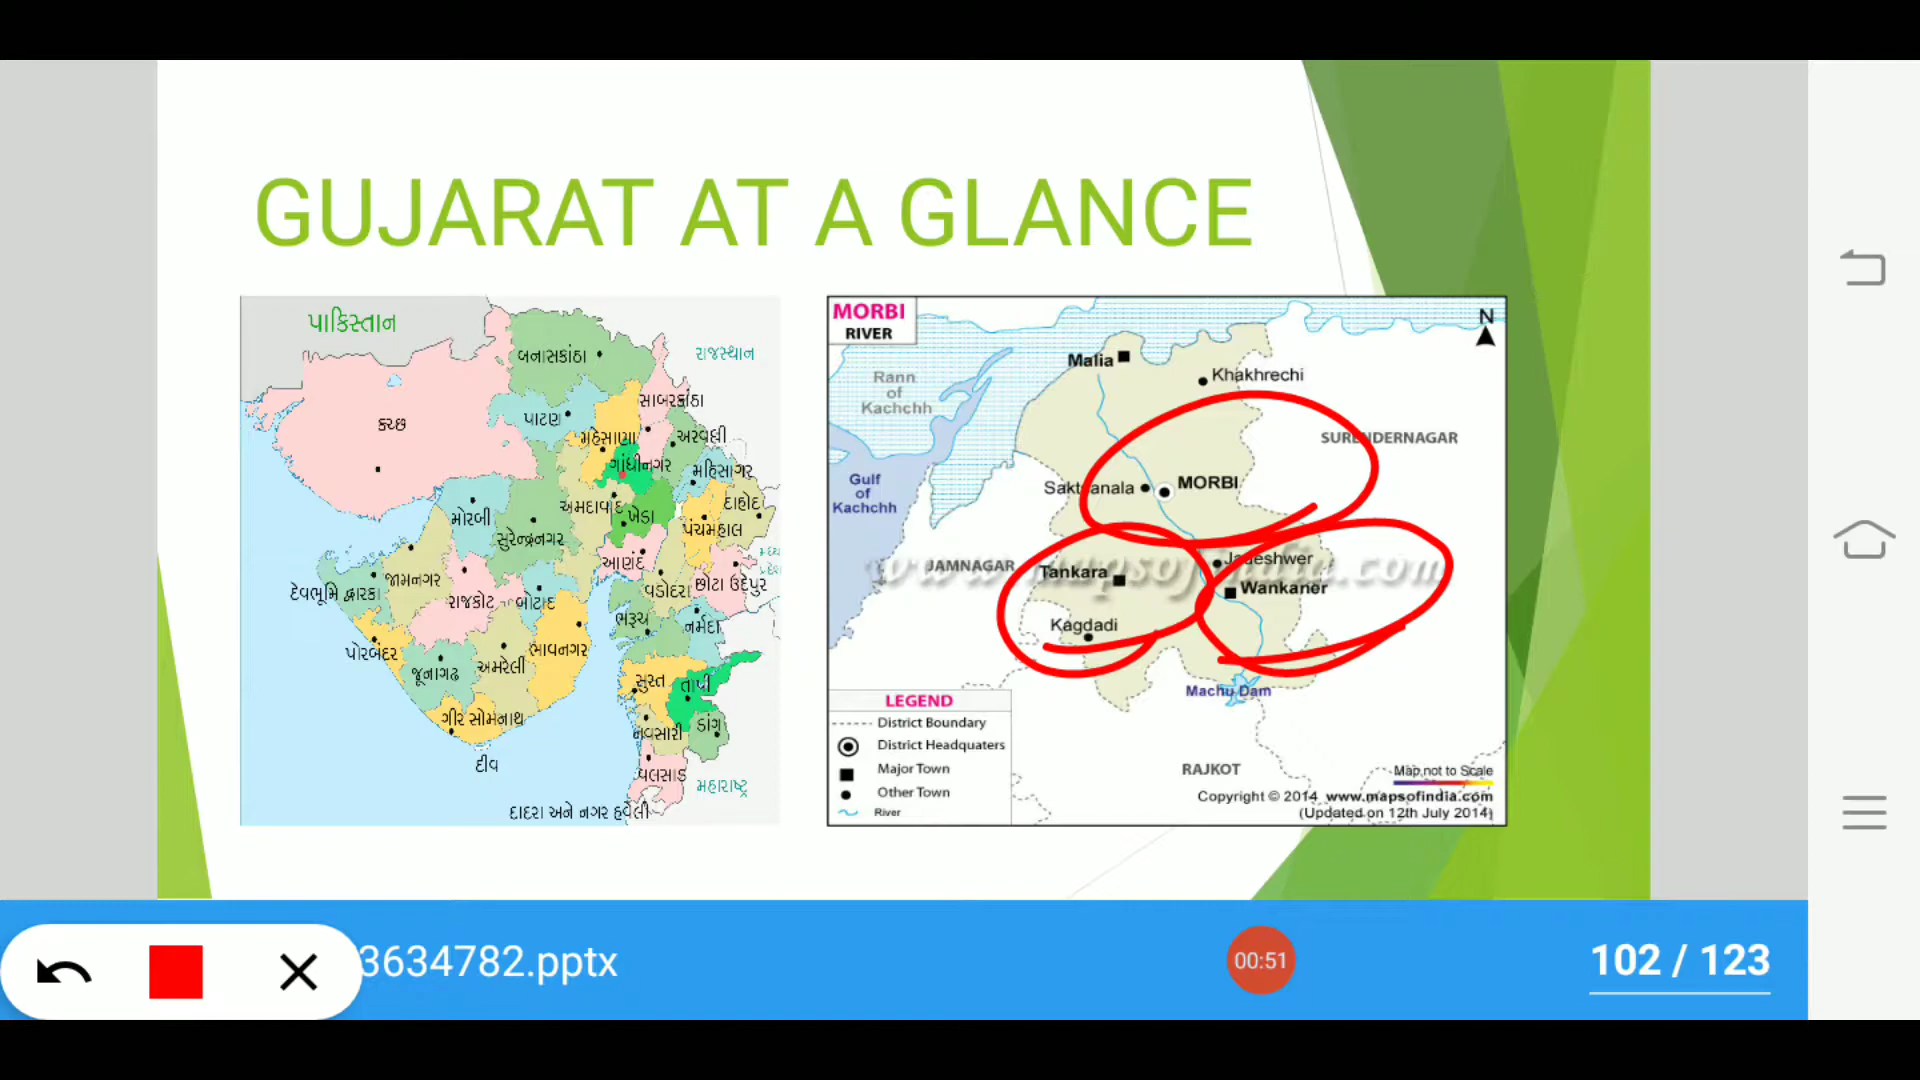 GUJARAT AT A GLANCE
પાકિસ્તાન
રાજસ્થાન
બનાસકાંઠા
પાટણ
સાબરકાંઠા
કચ્છ
મહેસાણા
અરવલ્લી
ગાંધીનગર
મહિસાગર
મોરબી
અમદાવાદ
ખેડા
દાહોદ
પંચમહાલ
સુરેન્દ્રનગર
આણંદ
જામનગર
દેવભૂમિ દ્વારકા
રાજકોટ
બોટાદ
વડોદરા
છોટા ઉદેપુર
ભરૂચ
નર્મદા
પોરબંદર
જૂનાગઢ
અમરેલી
ભાવનગર
સુરત
તાપી
ગીર સોમનાથ
નવસારી
ડાંગ
દીવ
વલસાડ
મહારાષ્ટ્ર
દાદરા અને નગર હવેલી
MORBI
RIVER
N
Malia
Khakhrechi
Rann
of
Kachchh
SURENDERNAGAR
Gulf
of
Kachchh
MORBI
JAMNAGAR
Tankara
Wankaner
Kagdadi
Machu Dam
www.mapsofindia.com
LEGEND
District Boundary
District Headquaters
Major Town
Other Town
River
RAJKOT
Map not to Scale
Copyright © 2014 www.mapsofindia.com
(Updated on 12th July 2014)
3634782.pptx
00:51
102 / 123